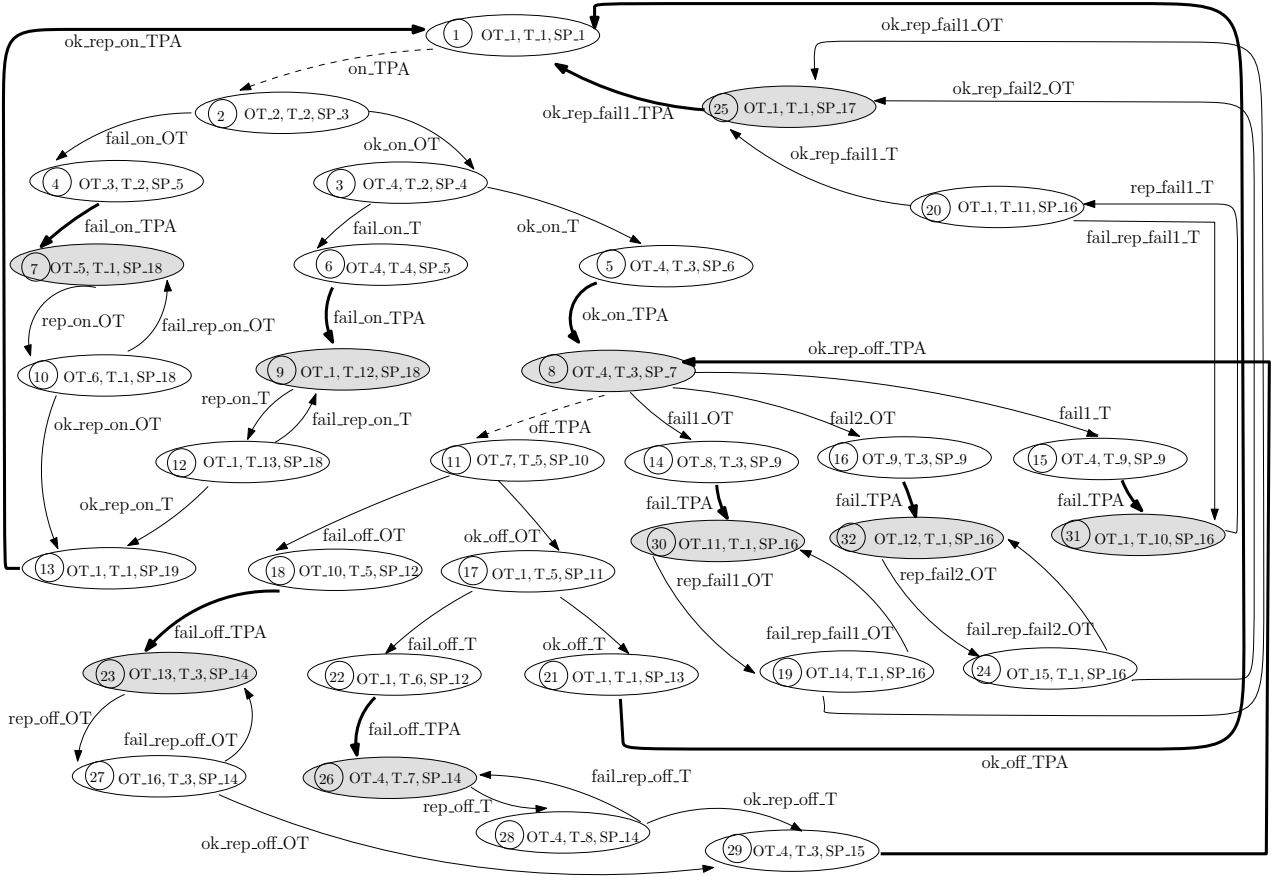 ok_rep_on_TPA
1 OT_1, T_1, SP_1
ok_rep_fail1_OT
on_TPA
ok_rep_fail2_OT
2 OT_2, T_2, SP_3
25 OT_1, T_1, SP_17
ok_rep_fail1_TPA
fail_on_OT
ok_on_OT
ok_rep_fail1_T
4 OT_3, T_2, SP_5
3 OT_4, T_2, SP_4
rep_fail1_T
20 OT_1, T_11, SP_16
fail_on_TPA
fail_on_T
ok_on_T
fail_rep_fail1_T
7 OT_5, T_1, SP_18
6 OT_4, T_4, SP_5
5 OT_4, T_3, SP_6
rep_on_OT
fail_rep_on_OT
fail_on_TPA
ok_on_TPA
ok_rep_off_TPA
10 OT_6, T_1, SP_18
9 OT_1, T_12, SP_18
8 OT_4, T_3, SP_7
rep_on_T
fail_rep_on_T
ok_rep_on_OT
off_TPA
fail1_OT
fail2_OT
fail1_T
12 OT_1, T_13, SP_18
11 OT_7, T_5, SP_10
14 OT_8, T_3, SP_9
16 OT_9, T_3, SP_9
15 OT_4, T_9, SP_9
ok_rep_on_T
fail_TPA
fail_TPA
fail_TPA
fail_off_OT
ok_off_OT
30 OT_11, T_1, SP_16
32 OT_12, T_1, SP_16
31 OT_1, T_10, SP_16
13 OT_1, T_1, SP_19
18 OT_10, T_5, SP_12
17 OT_1, T_5, SP_11
rep_fail1_OT
rep_fail2_OT
fail_off_TPA
fail_off_T
ok_off_T
fail_rep_fail1_OT
fail_rep_fail2_OT
23 OT_13, T_3, SP_14
22 OT_1, T_6, SP_12
21 OT_1, T_1, SP_13
19 OT_14, T_1, SP_16
24 OT_15, T_1, SP_16
rep_off_OT
fail_rep_off_OT
fail_off_TPA
ok_off_TPA
27 OT_16, T_3, SP_14
26 OT_4, T_7, SP_14
fail_rep_off_T
rep_off_T
ok_rep_off_T
28 OT_4, T_8, SP_14
ok_rep_off_OT
29 OT_4, T_3, SP_15